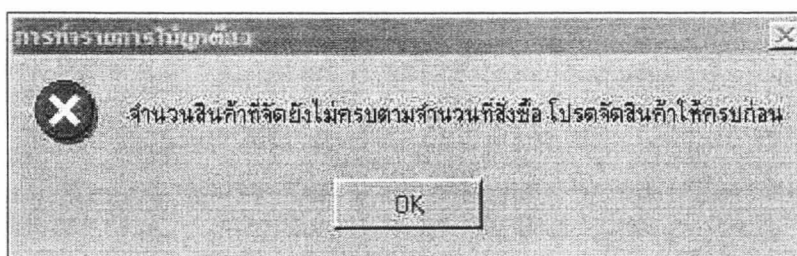 การทำรายการไม่ถูกต้อง
จำนวนสินค้าที่จัดยังไม่ครบตามจำนวนที่สั่งซื้อ โปรดจัดสินค้าให้ครบก่อน
OK